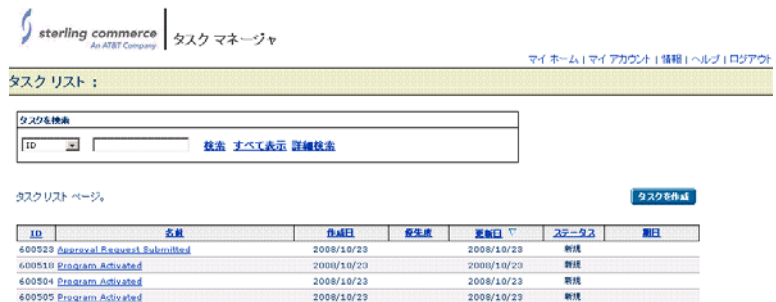 sterling commerce
An AT&T Company
タスク マネージャ
マイ ホーム | マイ アカウント | 情報 | ヘルプ | ログアウト
タスク リスト :
タスクを検索
ID
検索 すべて表示 詳細検索
タスク リスト ページ。
タスクを作成
ID 名前 作成日 優先度 更新日 ステータス 期日
600523 Approval Request Submitted 2008/10/23 2008/10/23 新規
600518 Program Activated 2008/10/23 2008/10/23 新規
600504 Program Activated 2008/10/23 2008/10/23 新規
600505 Program Activated 2008/10/23 2008/10/23 新規